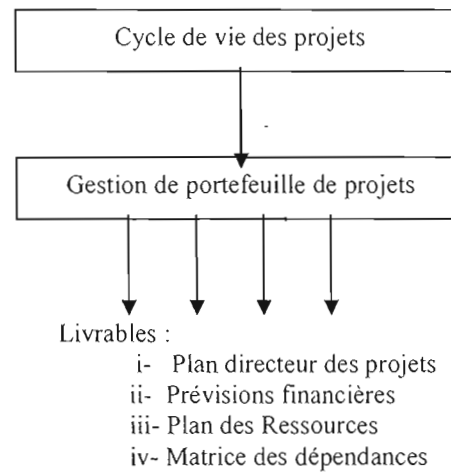 Cycle de vie des projets
Gestion de portefeuille de projets
Livrables :
i- Plan directeur des projets
ii- Prévisions financières
iii- Plan des Ressources
iv- Matrice des dépendances